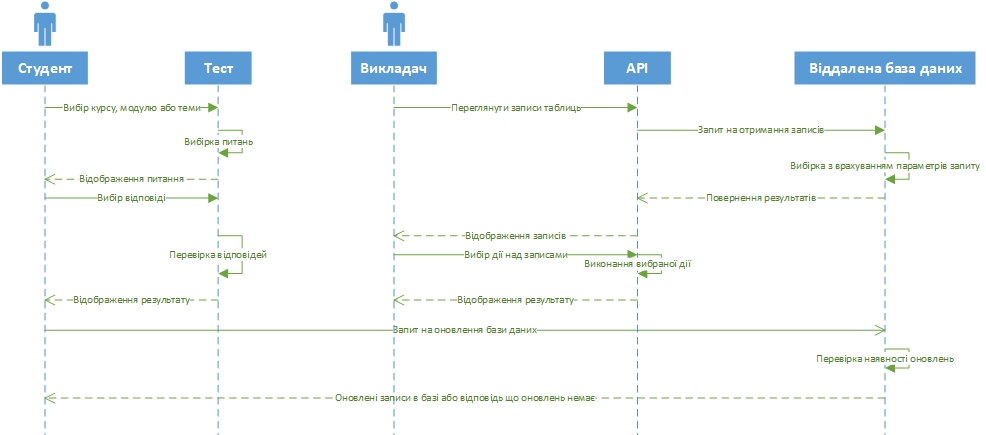 Студент
Тест
Викладач
API
Віддалена база даних
Вибір курсу, модулю або теми
Переглянути записи таблиць
Запит на отримання записів
Вибірка питань
Вибірка з врахуванням параметрів запиту
Відображення питання
Вибір відповіді
Повернення результатів
Відображення записів
Перевірка відповідей
Вибір дії над записами
Виконання вибраної дії
Відображення результату
Відображення результату
Запит на оновлення бази даних
Перевірка наявності оновлень
Оновлені записи в базі або відповідь що оновлень немає